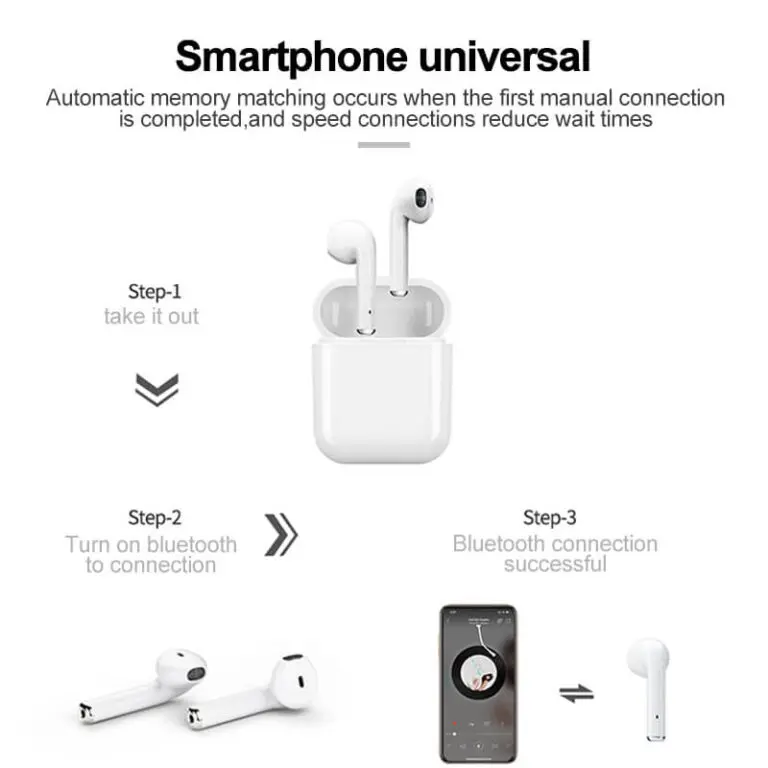 Smartphone universal
Automatic memory matching occurs when the first manual connection
is completed,and speed connections reduce wait times
Step-1
take it out
Step-2
Turn on bluetooth
to connection
Step-3
Bluetooth connection
successful